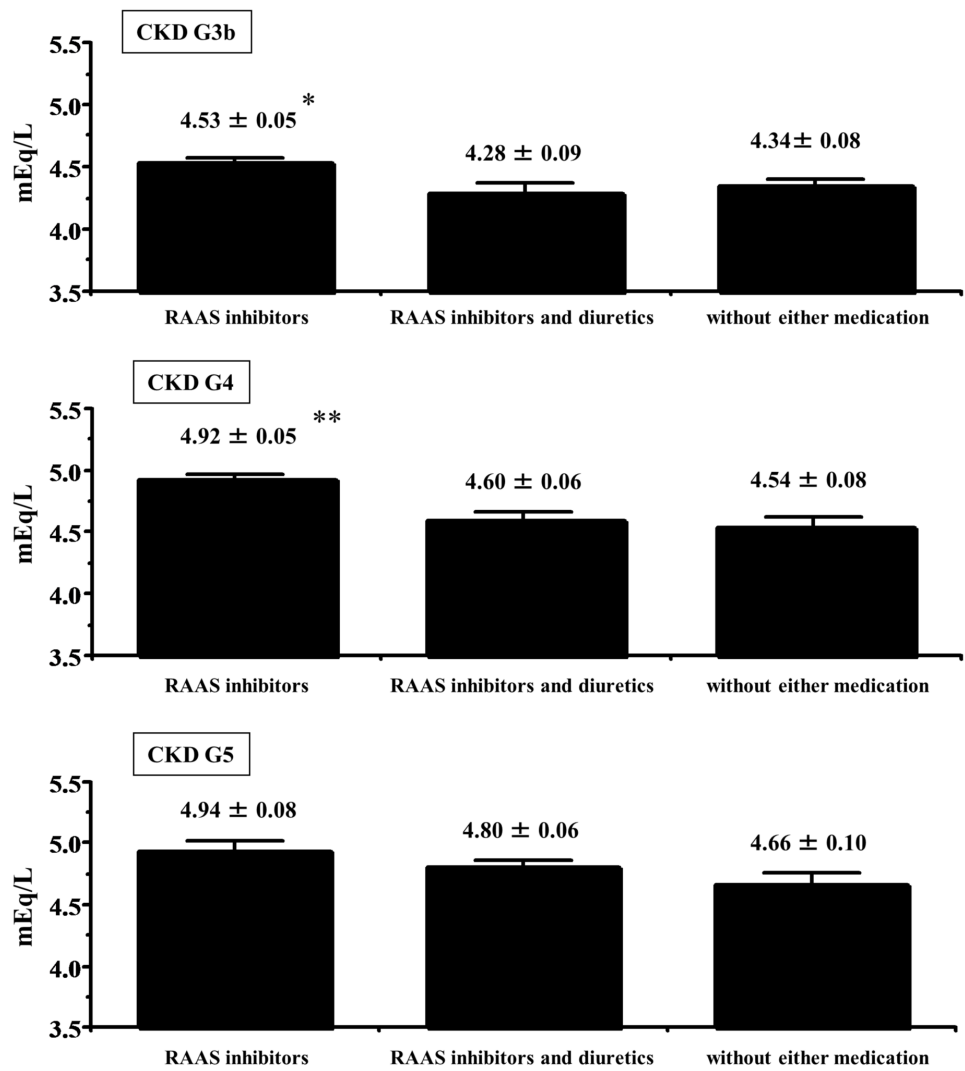 CKD G3b
5.5
5.0
4.5
4.0
3.5
mEq/L
4.53 ± 0.05 *
4.28 ± 0.09
4.34± 0.08
RAAS inhibitors RAAS inhibitors and diuretics without either medication
CKD G4
5.5
5.0
4.5
4.0
3.5
mEq/L
4.92 ± 0.05 **
4.60 ± 0.06
4.54 ± 0.08
RAAS inhibitors RAAS inhibitors and diuretics without either medication
CKD G5
5.5
5.0
4.5
4.0
3.5
mEq/L
4.94 ± 0.08
4.80 ± 0.06
4.66 ± 0.10
RAAS inhibitors RAAS inhibitors and diuretics without either medication